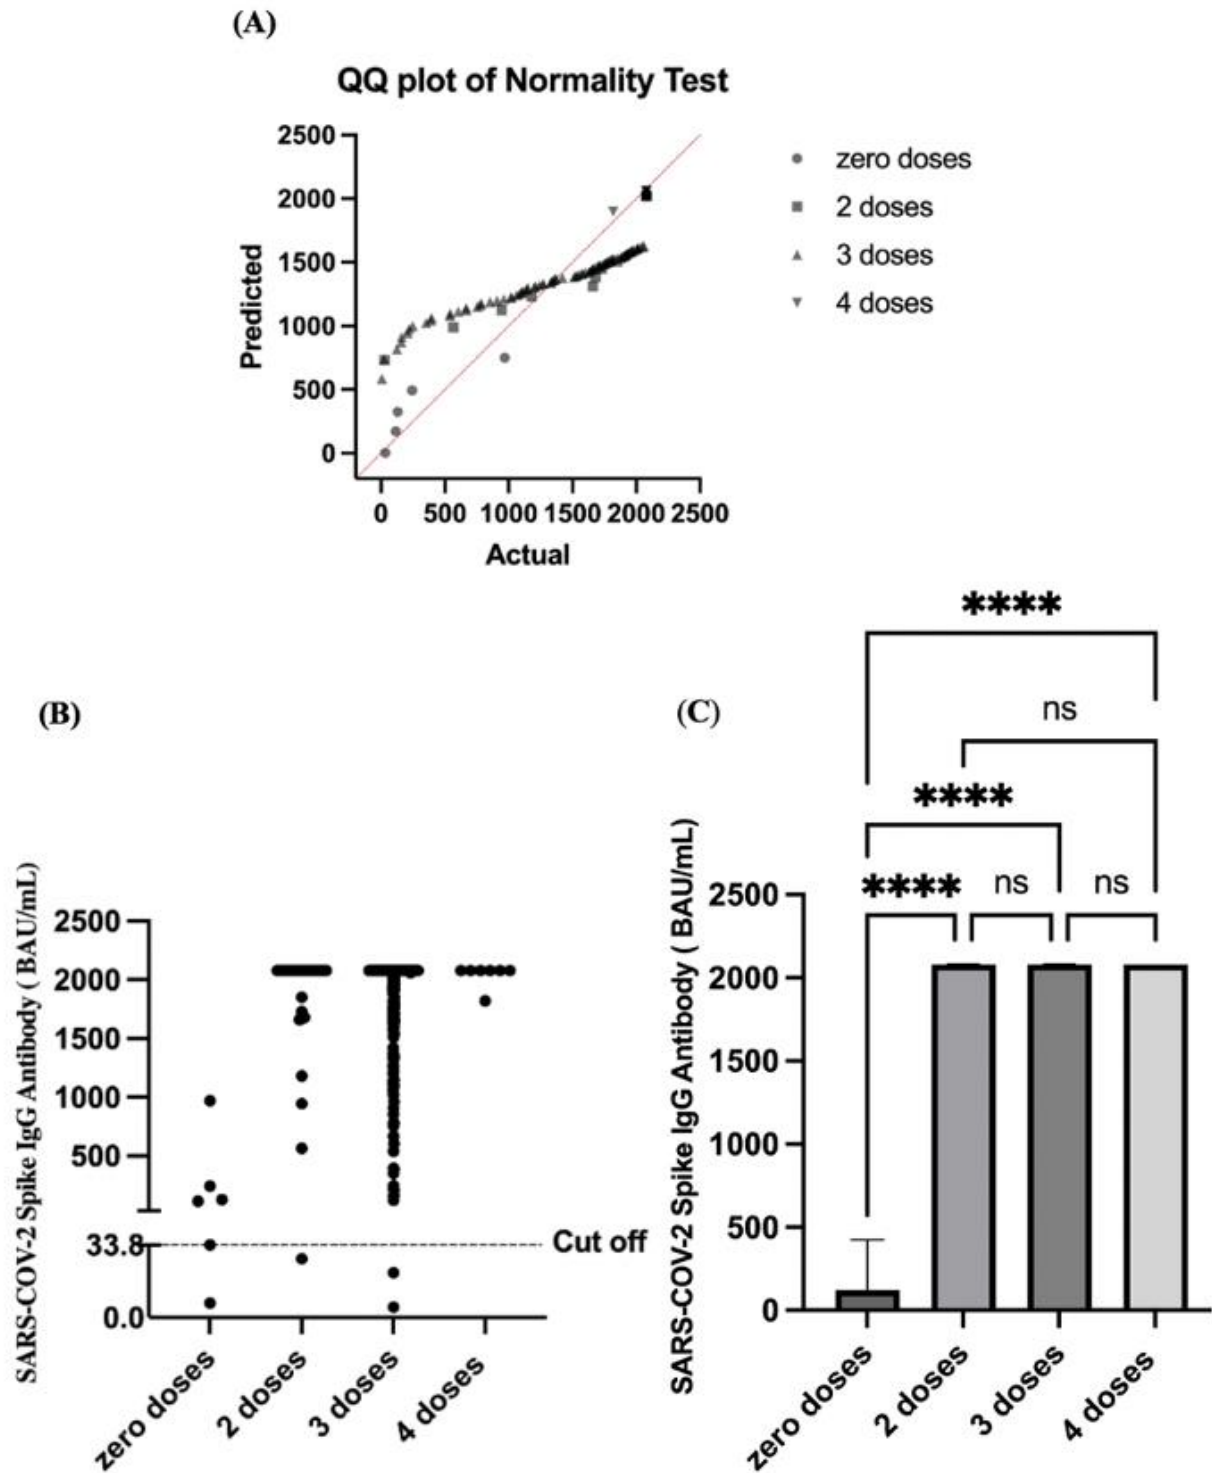 (A)
QQ plot of Normality Test
2500
2000
1500
1000
500
0
Predicted
0 500 1000 1500 2000 2500
Actual
zero doses
2 doses
3 doses
4 doses
(B)
SARS-COV-2 Spike IgG Antibody ( BAU/mL)
2500
2000
1500
1000
500
33.8
0.0
Cut off
zero doses
2 doses
3 doses
4 doses
(C)
****
ns
****
**** ns ns
SARS-COV-2 Spike IgG Antibody ( BAU/mL)
2500
2000
1500
1000
500
0
zero doses
2 doses
3 doses
4 doses